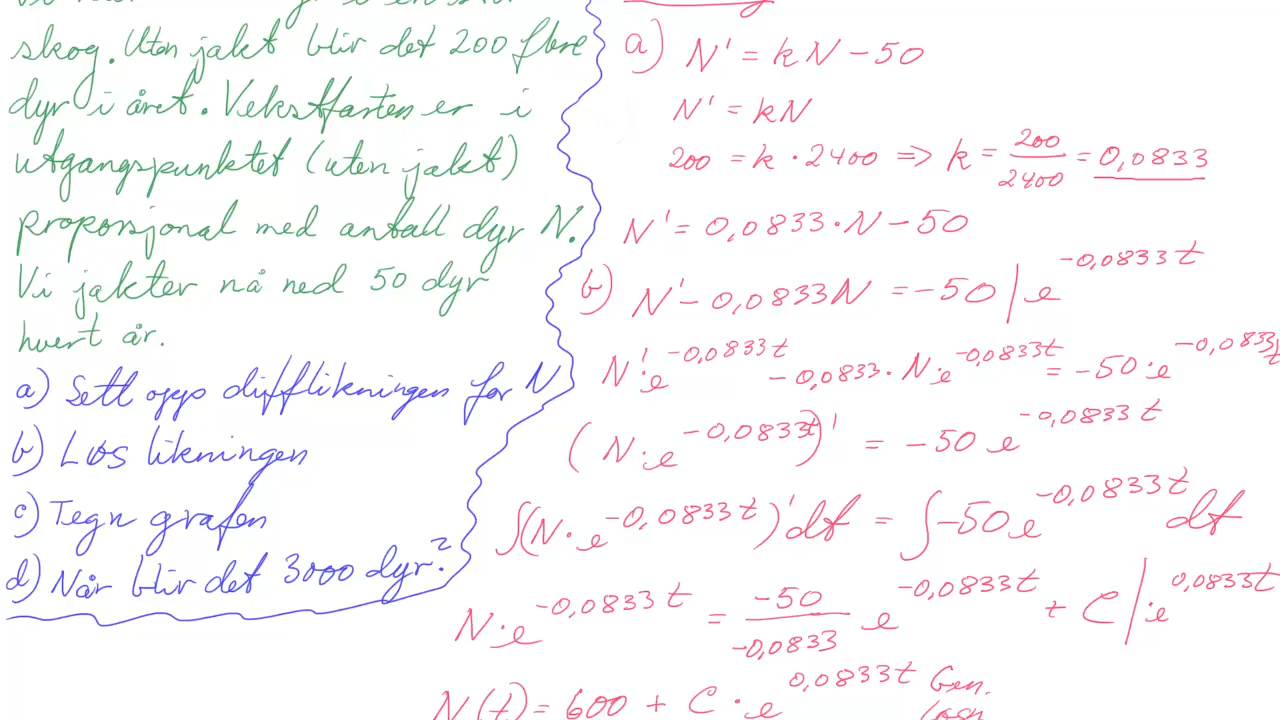 skog. Uten jakt blir det 200 flere
dyr i året. Vekstfarten er i
utgangspunktet (uten jakt)
proporsjonal med antall dyr N.
Vi jakter nå ned 50 dyr
hvert år.
a) Sett opp difflikningen for N
b) Løs likningen
c) Tegn grafen
d) Når blir det 3000 dyr?
a) N' = kN - 50
N' = kN
200 = k · 2400 => k = 200/2400 = 0,0833
N' = 0,0833·N - 50
b) N' - 0,0833N = -50 | e^-0,0833t
N'·e^-0,0833t - 0,0833·N·e^-0,0833t = -50·e^-0,0833t
(N·e^-0,0833t)' = -50 e^-0,0833t
∫(N·e^-0,0833t)' dt = ∫-50e^-0,0833t dt
N·e^-0,0833t = -50/-0,0833 e^-0,0833t + C |·e^0,0833t
N(t) = 600 + C·e^0,0833t Gen.